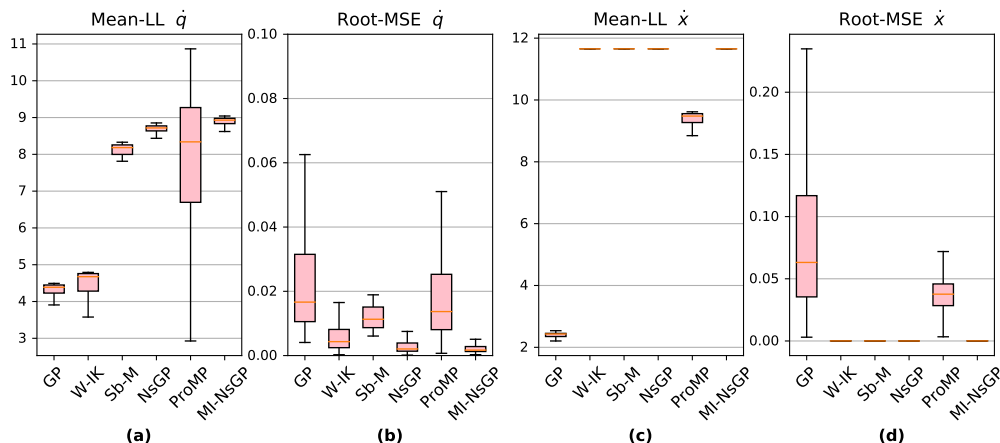 Mean-LL q̇
11
10
9
8
7
6
5
4
3
GP
W-IK
Sb-M
NsGP
ProMP
MI-NsGP
(a)
Root-MSE q̇
0.10
0.08
0.06
0.04
0.02
0.00
GP
W-IK
Sb-M
NsGP
ProMP
MI-NsGP
(b)
Mean-LL ẋ
12
10
8
6
4
2
GP
W-IK
Sb-M
NsGP
ProMP
MI-NsGP
(c)
Root-MSE ẋ
0.20
0.15
0.10
0.05
0.00
GP
W-IK
Sb-M
NsGP
ProMP
MI-NsGP
(d)